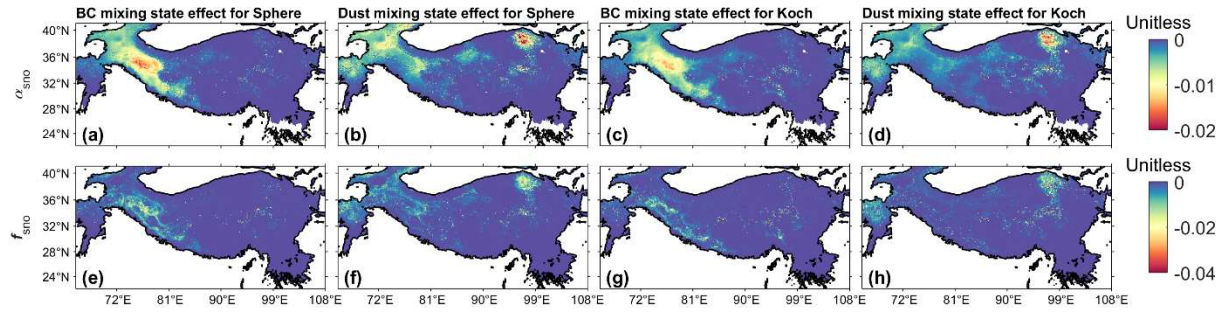 BC mixing state effect for Sphere
Dust mixing state effect for Sphere
BC mixing state effect for Koch
Dust mixing state effect for Koch
Unitless
40°N
36°N
32°N
28°N
24°N
α_sno
(a)
(b)
(c)
(d)
0
-0.01
-0.02
Unitless
40°N
36°N
32°N
28°N
24°N
f_sno
(e)
(f)
(g)
(h)
0
-0.02
-0.04
72°E 81°E 90°E 99°E 108°E
72°E 81°E 90°E 99°E 108°E
72°E 81°E 90°E 99°E 108°E
72°E 81°E 90°E 99°E 108°E